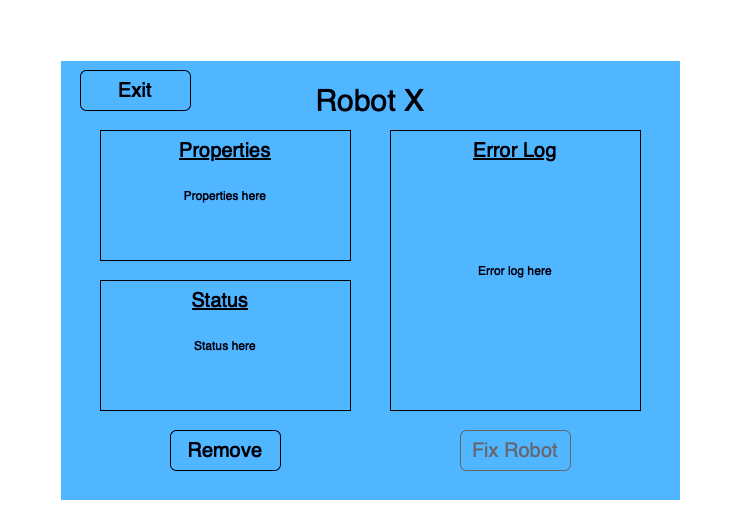 Exit
Robot X
Properties
Properties here
Status
Status here
Error Log
Error log here
Remove
Fix Robot